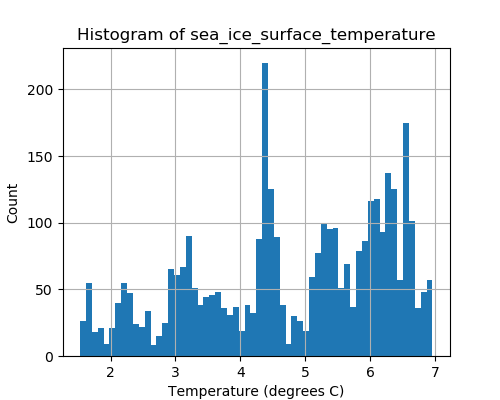 Histogram of sea_ice_surface_temperature
200
150
100
50
0
Count
2 3 4 5 6 7
Temperature (degrees C)